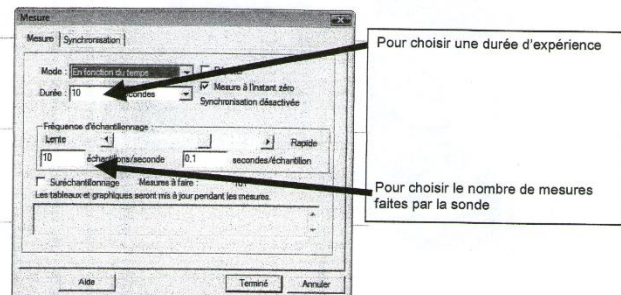 Mesure
Mesure Synchronisation
Mode : En fonction du temps
Durée : 10 secondes
Mesure à l'instant zéro
Synchronisation désactivée
Fréquence d'échantillonnage
Lente Rapide
10 échantillons/seconde 0,1 secondes/échantillon
Suréchantillonnage Mesures à faire : 101
Les tableaux et graphiques seront mis à jour pendant les mesures.
Aide Terminé Annuler
Pour choisir une durée d'expérience
Pour choisir le nombre de mesures
faites par la sonde